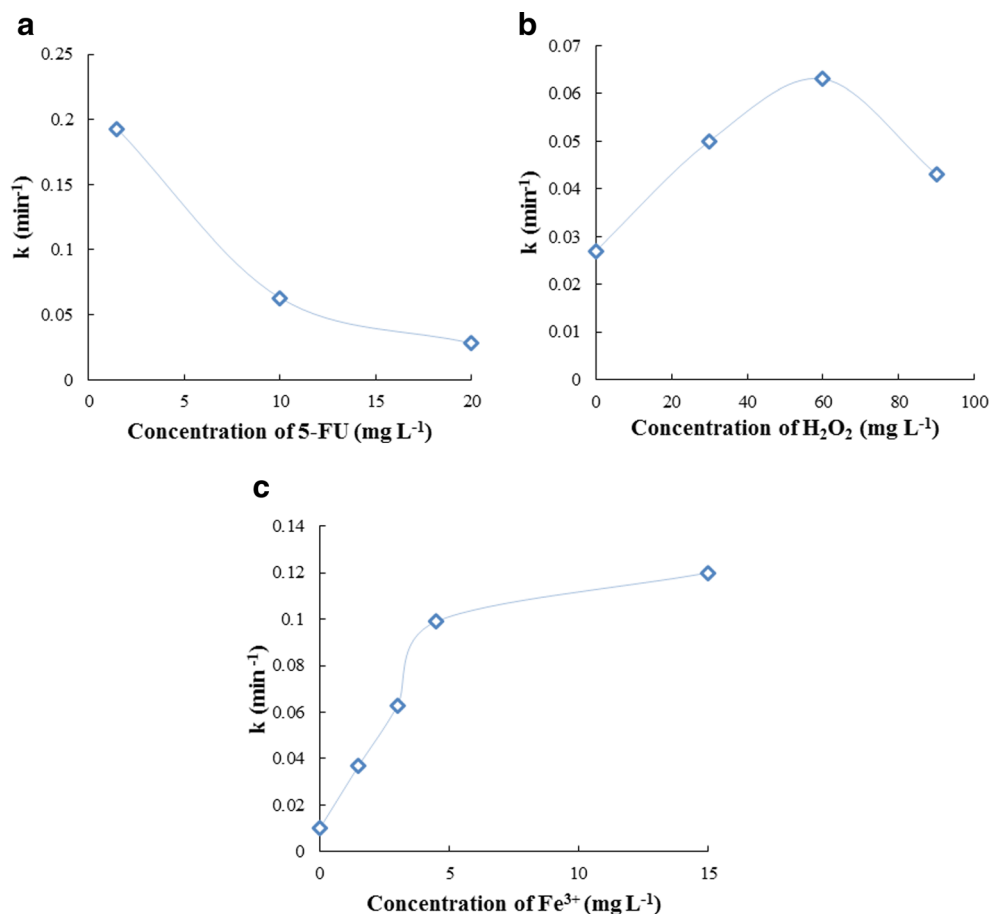 a
0.25
0.2
0.15
0.1
0.05
0
0 5 10 15 20
k (min⁻¹)
Concentration of 5-FU (mg L⁻¹)
b
0.07
0.06
0.05
0.04
0.03
0.02
0.01
0
0 20 40 60 80 100
k (min⁻¹)
Concentration of H₂O₂ (mg L⁻¹)
c
0.14
0.12
0.1
0.08
0.06
0.04
0.02
0
0 5 10 15
k (min⁻¹)
Concentration of Fe³⁺ (mg L⁻¹)